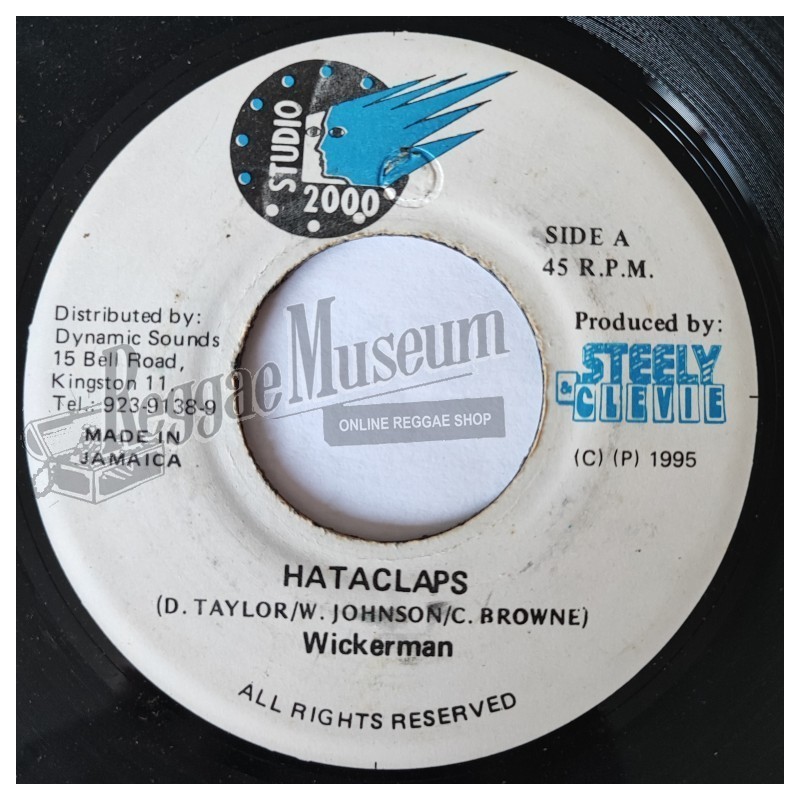 STUDIO
2000
SIDE A
45 R.P.M.
Distributed by:
Dynamic Sounds
15 Bell Road,
Kingston 11,
Tel.: 923-9138-9
MADE IN
JAMAICA
Produced by:
STEELY
& CLEVIE
(C) (P) 1995
Reggae Museum
ONLINE REGGAE SHOP
HATACLAPS
(D. TAYLOR/W. JOHNSON/C. BROWNE)
Wickerman
ALL RIGHTS RESERVED